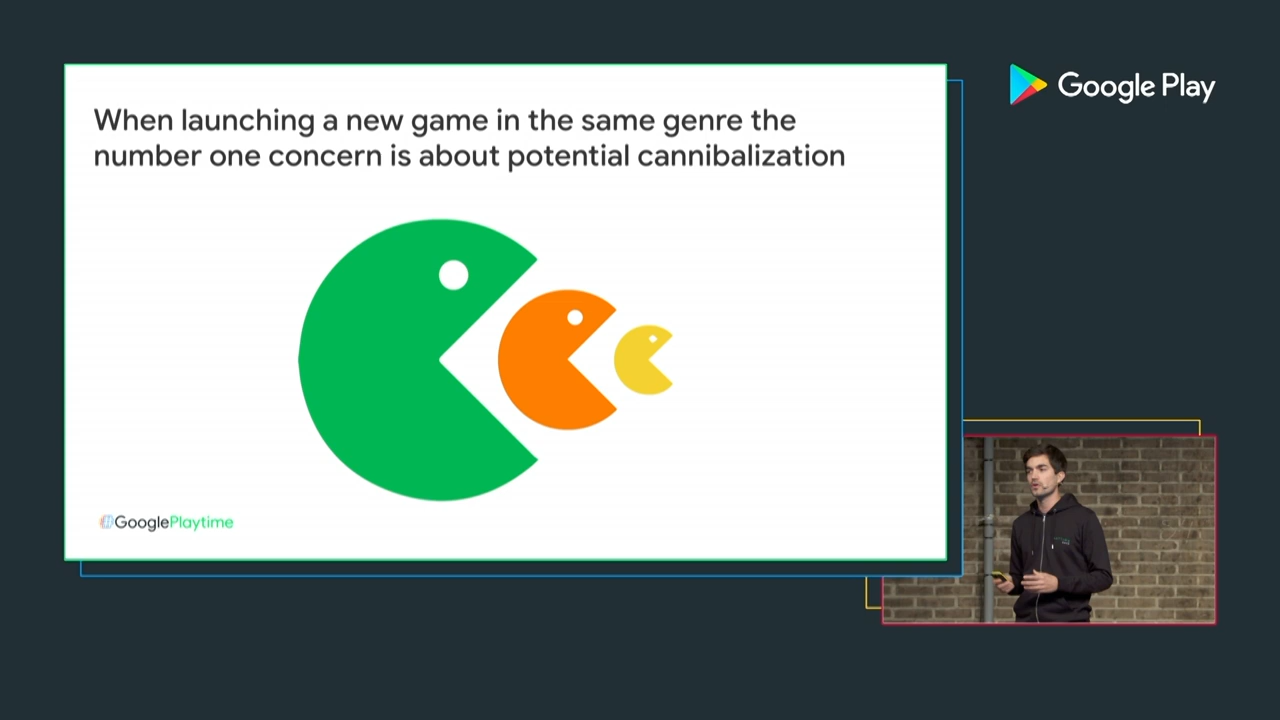 When launching a new game in the same genre the
number one concern is about potential cannibalization
#GooglePlaytime
Google Play